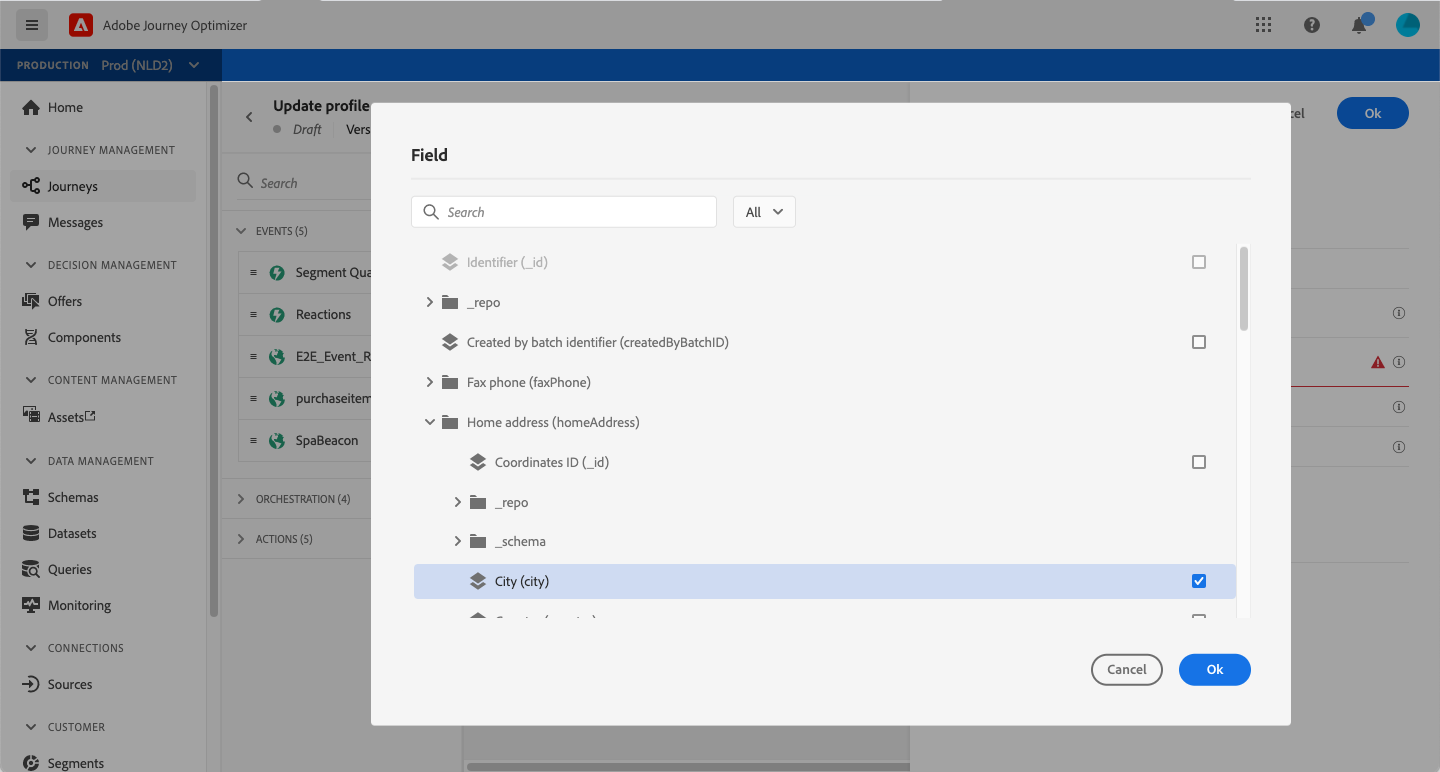 Adobe Journey Optimizer
PRODUCTION Prod (NLD2)
Home
JOURNEY MANAGEMENT
Journeys
Messages
DECISION MANAGEMENT
Offers
Components
CONTENT MANAGEMENT
Assets
DATA MANAGEMENT
Schemas
Datasets
Queries
Monitoring
CONNECTIONS
Sources
CUSTOMER
Segments
Update profile
Draft Vers
Search
EVENTS (5)
Segment Qua
Reactions
E2E_Event_R
purchaseitem
SpaBeacon
ORCHESTRATION (4)
ACTIONS (5)
cel Ok
Field
Search All
Identifier (_id)
_repo
Created by batch identifier (createdByBatchID)
Fax phone (faxPhone)
Home address (homeAddress)
Coordinates ID (_id)
_repo
_schema
City (city)
Cancel Ok